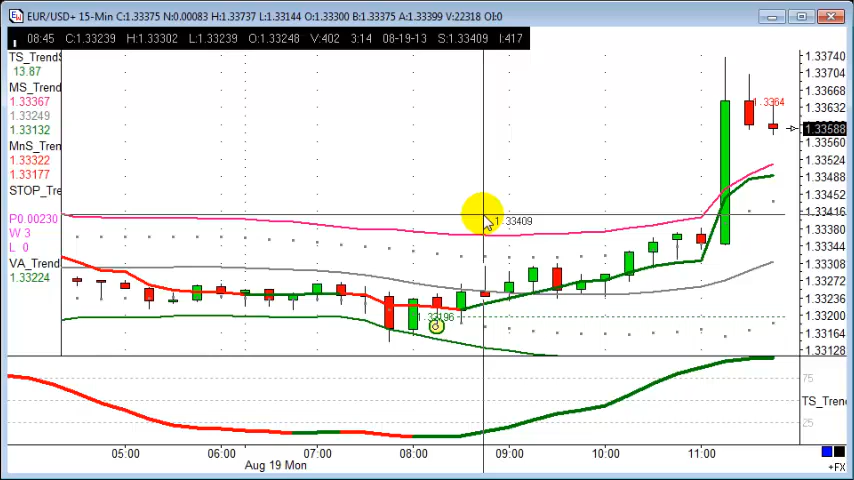 EUR/USD+ 15-Min C:1.33375 N:0.00083 H:1.33737 L:1.33144 O:1.33300 B:1.33375 A:1.33399 V:22318 OI:0
08:45 C:1.33239 H:1.33302 L:1.33239 O:1.33248 V:402 3:14 08-19-13 S:1.33409 I:417
TS_TrendS
13.87
MS_Trend
1.33367
1.33249
1.33132
MnS_Trend
1.33322
1.33177
STOP_Tre
P0.00230
W 3
L 0
VA_Trend
1.33224
1.33740
1.33704
1.33668
1.33632
1.33588
1.33560
1.33524
1.33488
1.33452
1.33416
1.33380
1.33344
1.33308
1.33272
1.33236
1.33200
1.33164
1.33128
1.3364
1.33409
1.33196
75
25
TS_Trend
05:00 06:00 07:00 08:00 09:00 10:00 11:00
Aug 19 Mon
+FX